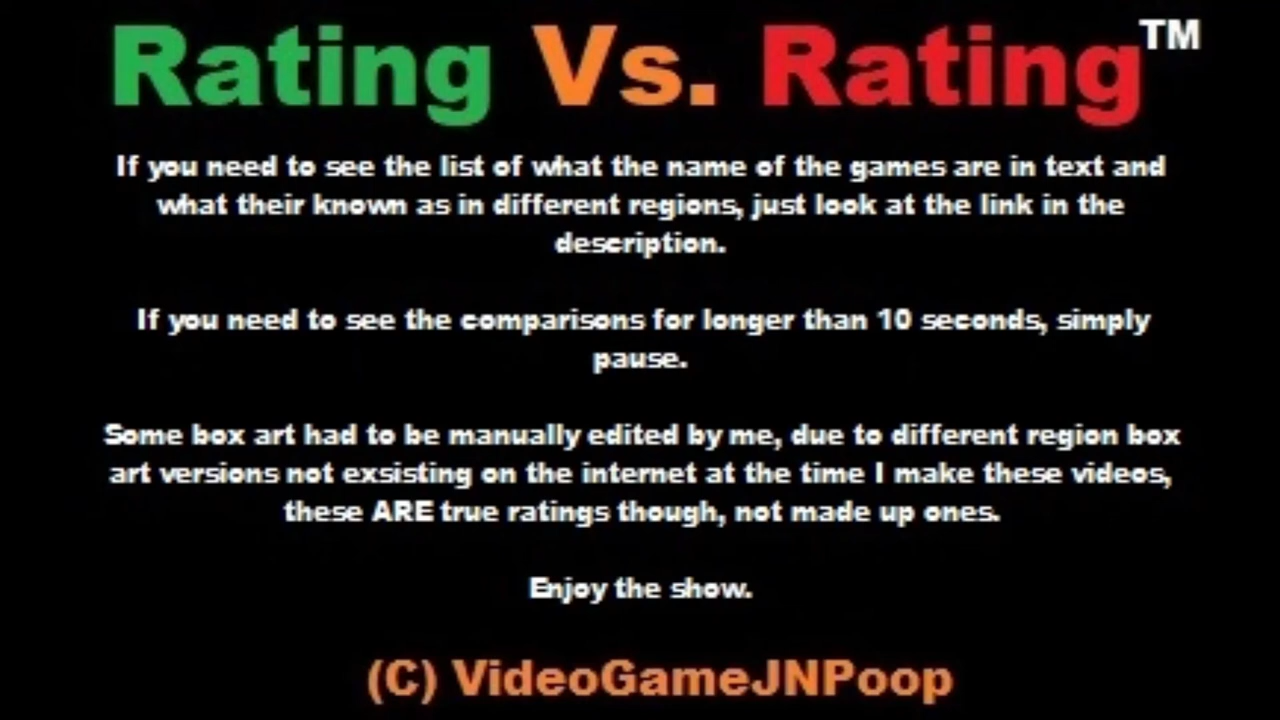 Rating Vs. Rating™
If you need to see the list of what the name of the games are in text and
what their known as in different regions, just look at the link in the
description.
If you need to see the comparisons for longer than 10 seconds, simply
pause.
Some box art had to be manually edited by me, due to different region box
art versions not exsisting on the internet at the time I make these videos,
these ARE true ratings though, not made up ones.
Enjoy the show.
(C) VideoGameJNPoop